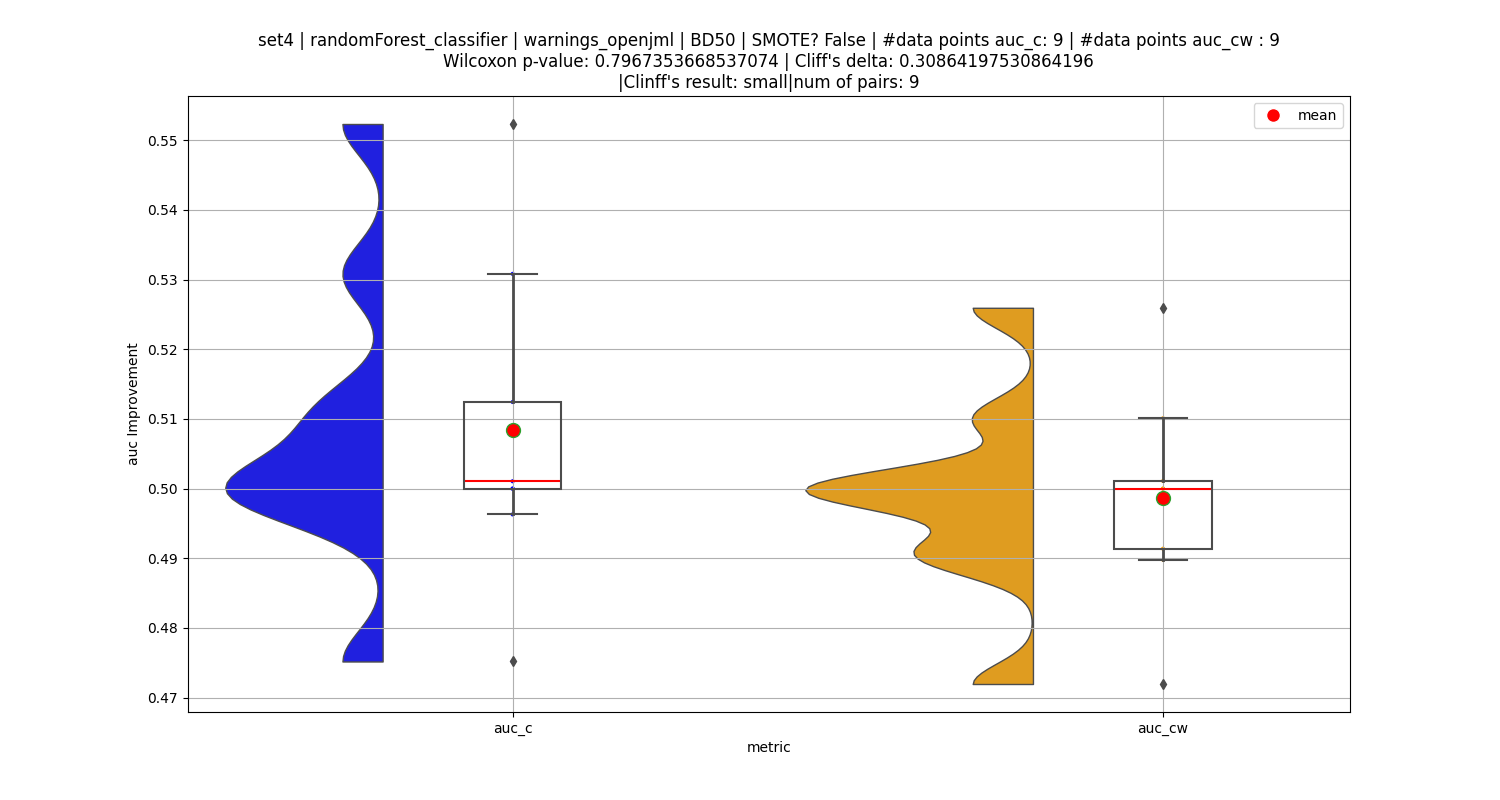 set4 | randomForest_classifier | warnings_openjml | BD50 | SMOTE? False | #data points auc_c: 9 | #data points auc_cw : 9
Wilcoxon p-value: 0.7967353668537074 | Cliff's delta: 0.30864197530864196
|Clinff's result: small|num of pairs: 9
mean
0.55
0.54
0.53
0.52
0.51
0.50
0.49
0.48
0.47
auc Improvement
auc_c
auc_cw
metric